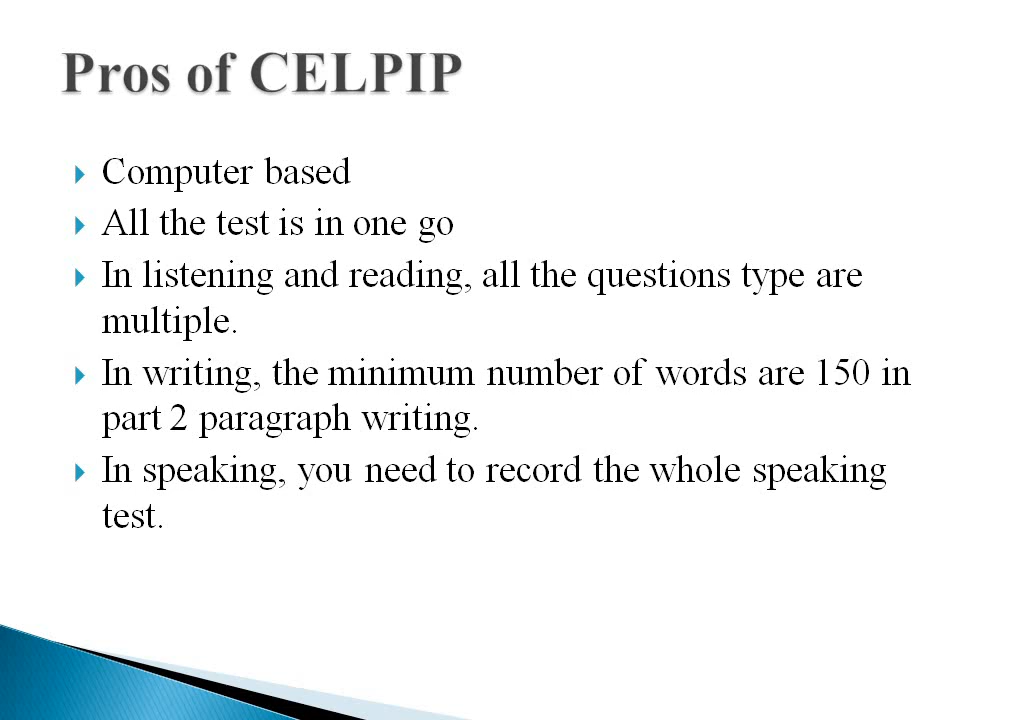 Pros of CELPIP
Computer based
All the test is in one go
In listening and reading, all the questions type are
multiple.
In writing, the minimum number of words are 150 in
part 2 paragraph writing.
In speaking, you need to record the whole speaking
test.